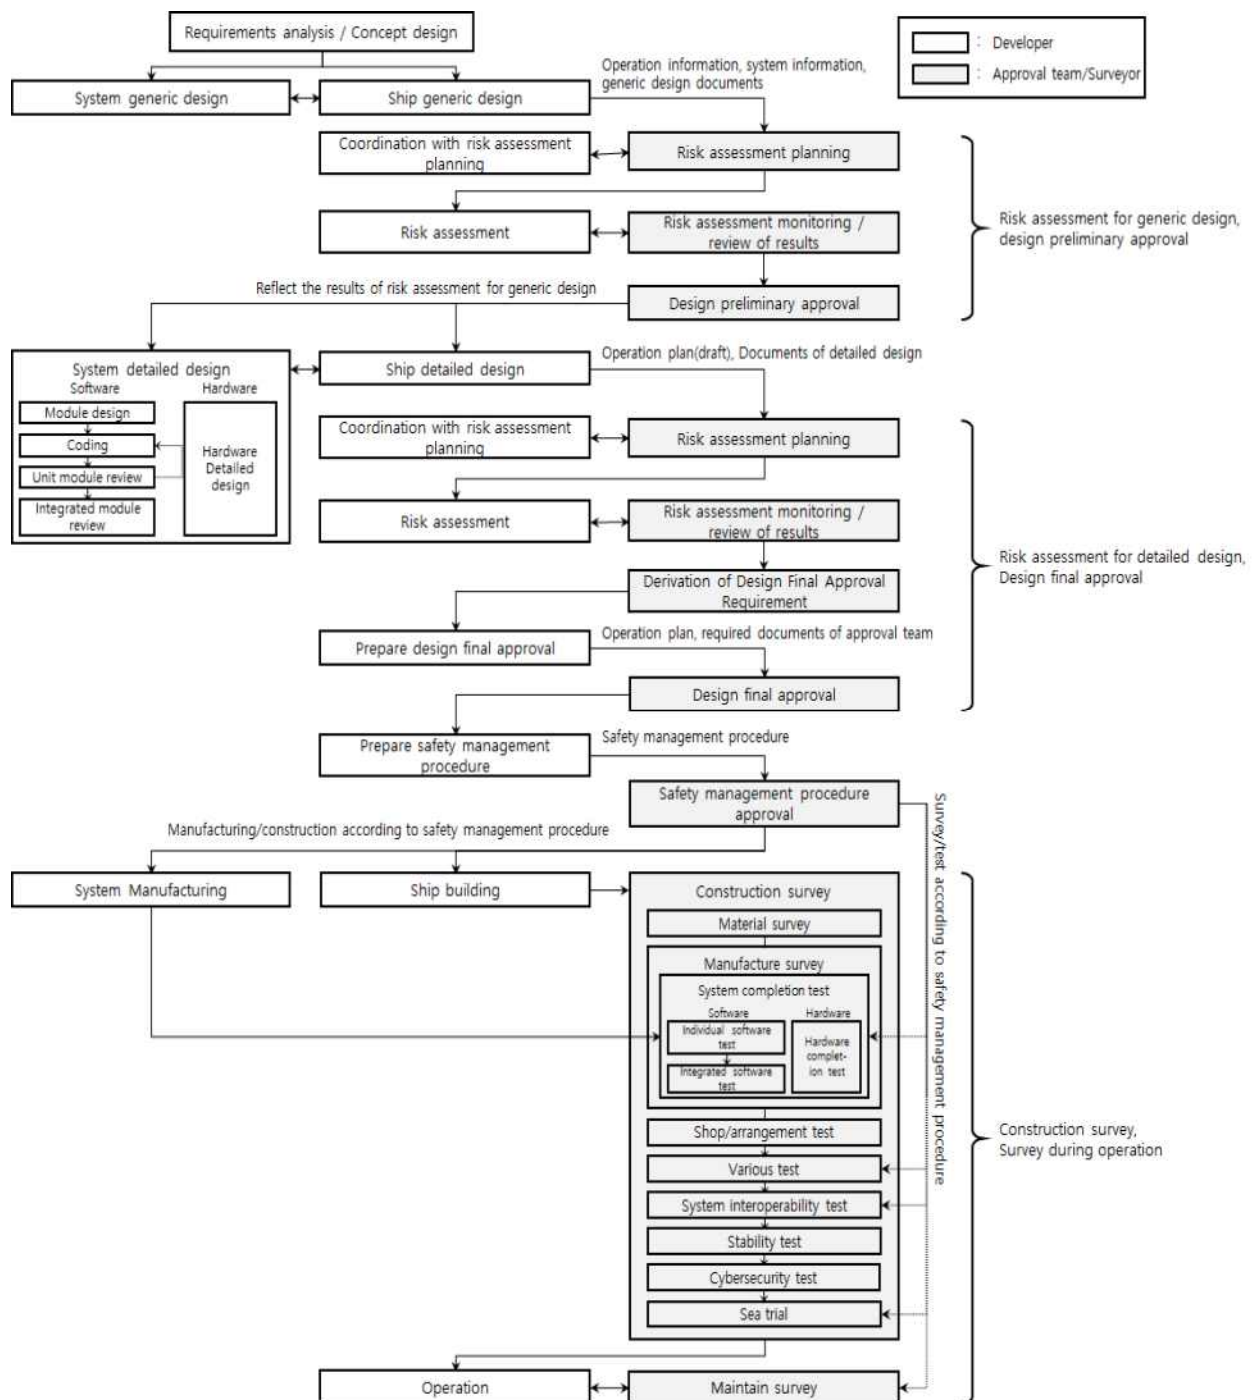 Requirements analysis / Concept design
: Developer
: Approval team/Surveyor
System generic design
Ship generic design
Operation information, system information,
generic design documents
Coordination with risk assessment
planning
Risk assessment planning
Risk assessment
Risk assessment monitoring /
review of results
Risk assessment for generic design,
design preliminary approval
Reflect the results of risk assessment for generic design
Design preliminary approval
System detailed design
Software
Hardware
Module design
Coding
Unit module review
Integrated module
review
Hardware
Detailed
design
Ship detailed design
Operation plan(draft), Documents of detailed design
Coordination with risk assessment
planning
Risk assessment planning
Risk assessment
Risk assessment monitoring /
review of results
Risk assessment for detailed design,
Design final approval
Derivation of Design Final Approval
Requirement
Prepare design final approval
Operation plan, required documents of approval team
Design final approval
Prepare safety management
procedure
Safety management procedure
Safety management procedure
approval
Survey/test according to safety management procedure
Manufacturing/construction according to safety management procedure
System Manufacturing
Ship building
Construction survey
Material survey
Manufacture survey
System completion test
Software
Hardware
Individual software
test
Integrated software
test
Hardware
complet-
ion test
Shop/arrangement test
Various test
System interoperability test
Stability test
Cybersecurity test
Sea trial
Construction survey,
Survey during operation
Operation
Maintain survey